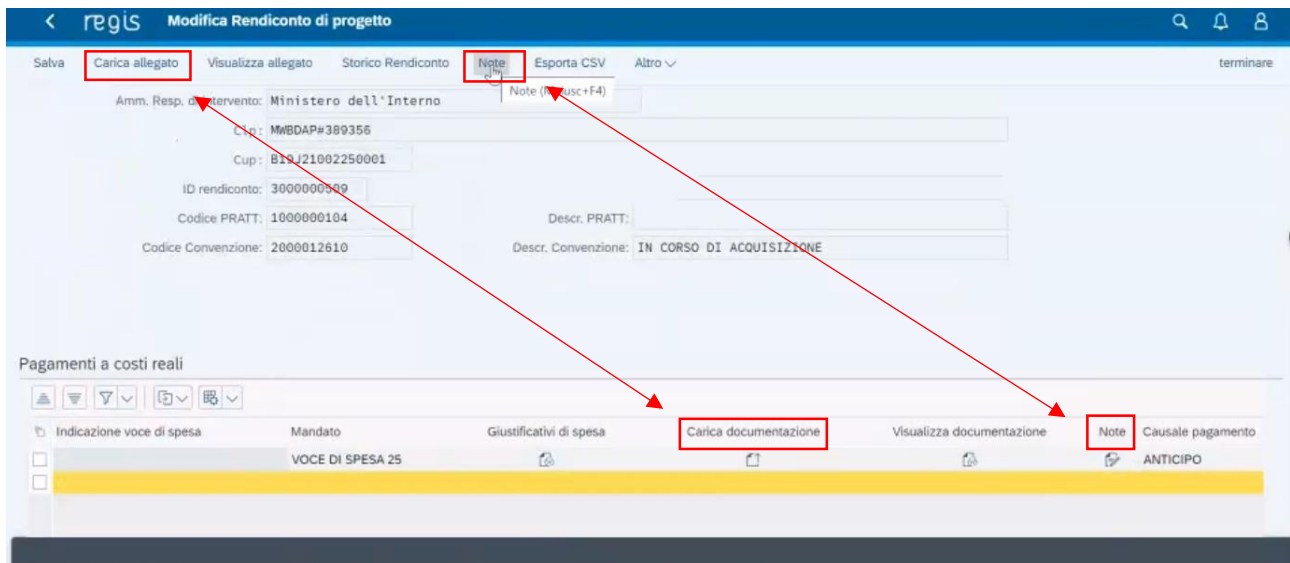 regis Modifica Rendiconto di progetto
Salva Carica allegato Visualizza allegato Storico Rendiconto Note Esporta CSV Altro terminare
Note (Maiusc+F4)
Amm. Resp. di Intervento: Ministero dell'Interno
Clp: MWBDAP#389356
Cup: B19J21002250001
ID rendiconto: 3000000509
Codice PRATT: 1000000104 Descr. PRATT:
Codice Convenzione: 2000012610 Descr. Convenzione: IN CORSO DI ACQUISIZIONE
Pagamenti a costi reali
Indicazione voce di spesa Mandato Giustificativi di spesa Carica documentazione Visualizza documentazione Note Causale pagamento
VOCE DI SPESA 25 ANTICIPO